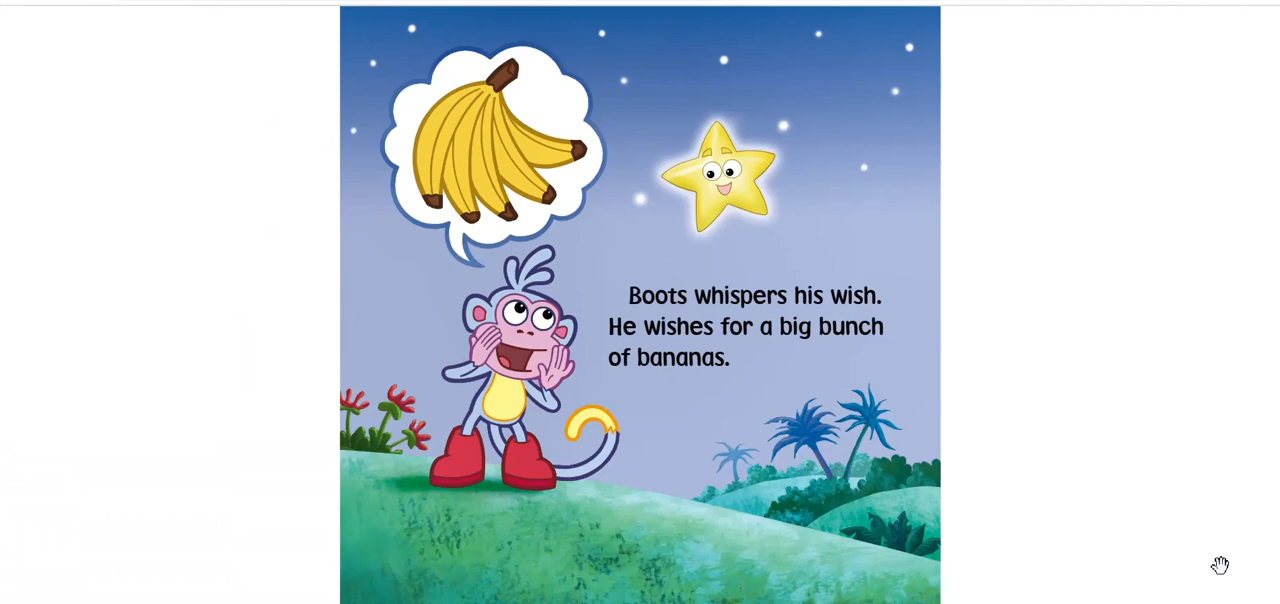 Boots whispers his wish.
He wishes for a big bunch
of bananas.